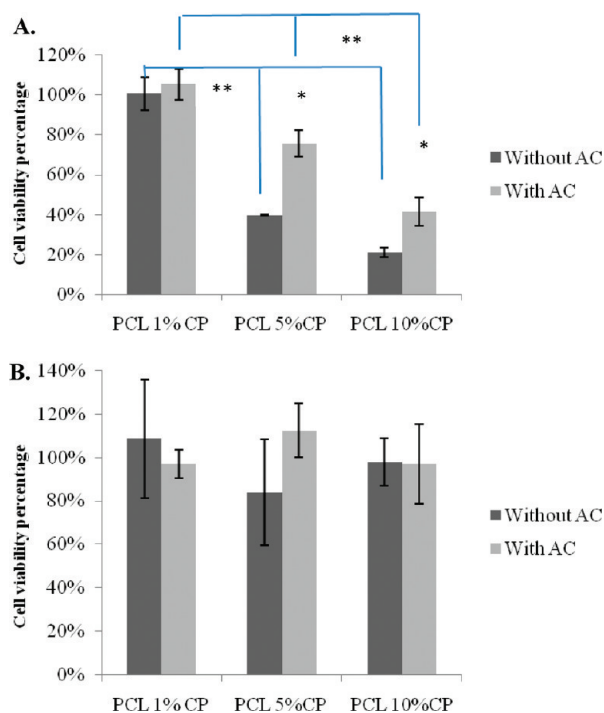 A.
**
120%
100%
80%
60%
40%
20%
0%
Cell viability percentage
**
*
*
Without AC
With AC
PCL 1% CP PCL 5%CP PCL 10%CP
B.
140%
120%
100%
80%
60%
40%
20%
0%
Cell viability percentage
Without AC
With AC
PCL 1% CP PCL 5%CP PCL 10%CP